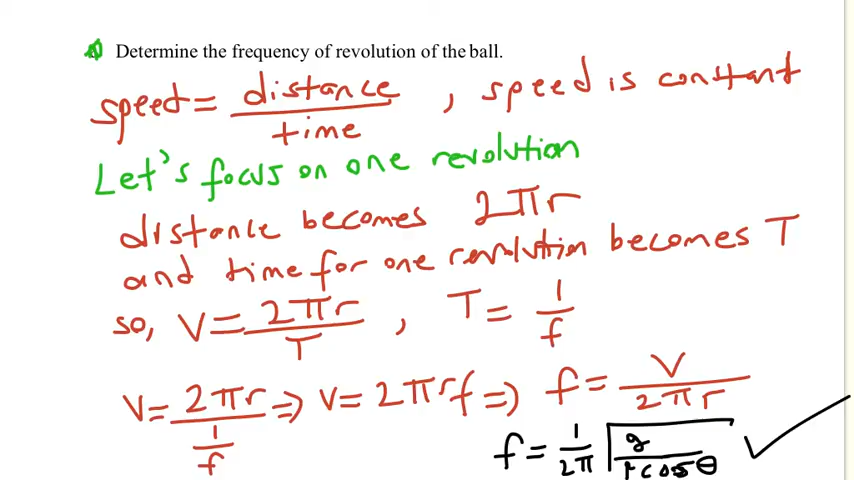 Determine the frequency of revolution of the ball.
speed = distance / time , speed is constant
Let's focus on one revolution
distance becomes 2πr
and time for one revolution becomes T
so, V = 2πr / T , T = 1 / f
V = 2πr / (1 / f) ⇒ V = 2πrf ⇒ f = V / 2πr
f = 1 / 2π √(g / r cosθ)